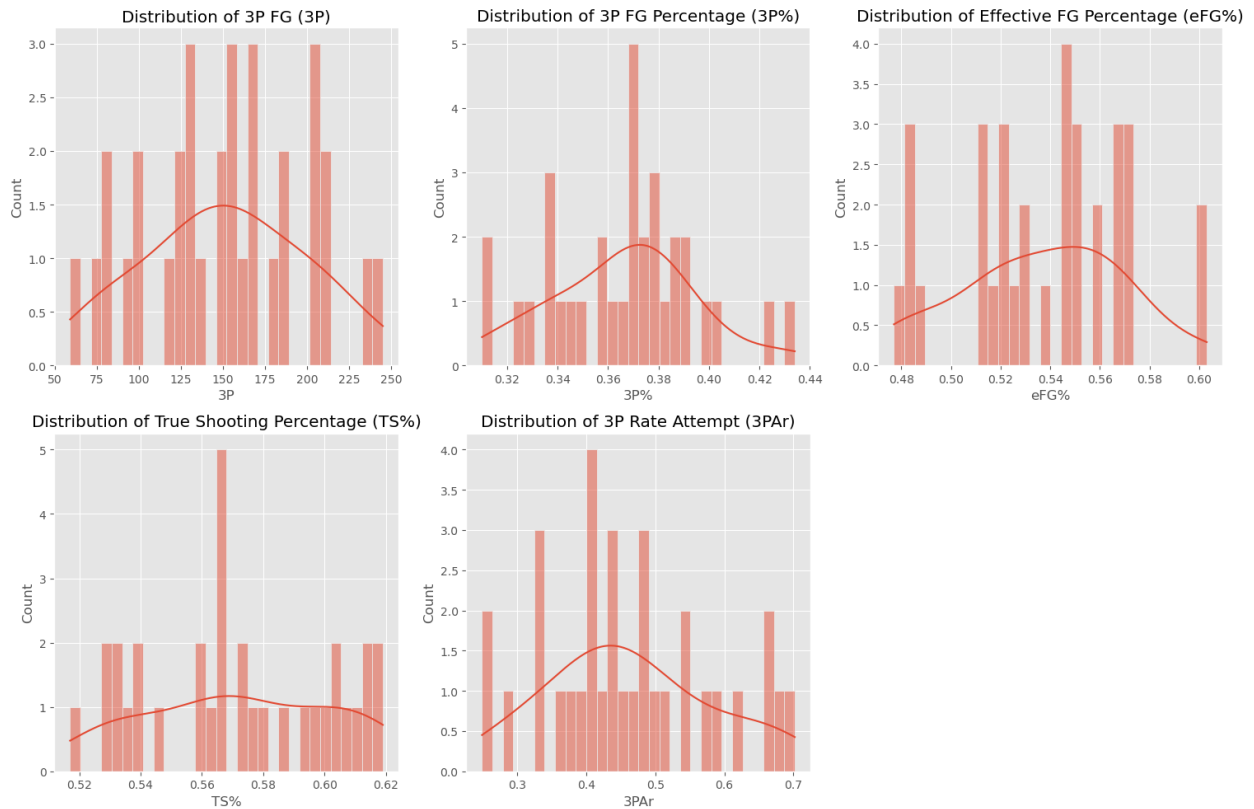 Distribution of 3P FG (3P)
3.0
2.5
2.0
1.5
1.0
0.5
0.0
Count
50 75 100 125 150 175 200 225 250
3P
Distribution of 3P FG Percentage (3P%)
5
4
3
2
1
0
Count
0.32 0.34 0.36 0.38 0.40 0.42 0.44
3P%
Distribution of Effective FG Percentage (eFG%)
4.0
3.5
3.0
2.5
2.0
1.5
1.0
0.5
0.0
Count
0.48 0.50 0.52 0.54 0.56 0.58 0.60
eFG%
Distribution of True Shooting Percentage (TS%)
5
4
3
2
1
0
Count
0.52 0.54 0.56 0.58 0.60 0.62
TS%
Distribution of 3P Rate Attempt (3PAr)
4.0
3.5
3.0
2.5
2.0
1.5
1.0
0.5
0.0
Count
0.3 0.4 0.5 0.6 0.7
3PAr